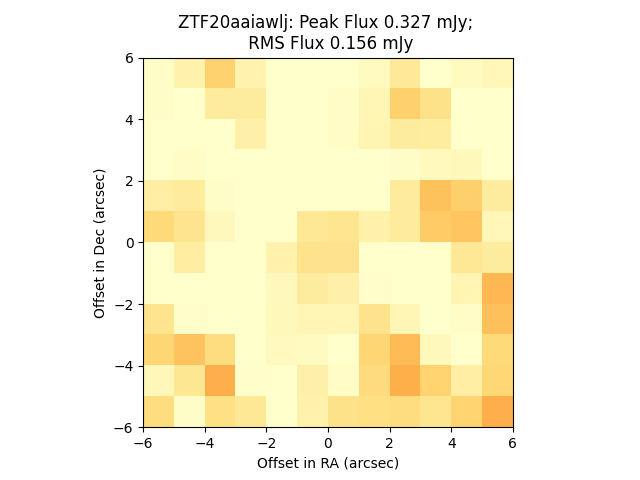 ZTF20aaiawlj: Peak Flux 0.327 mJy;
RMS Flux 0.156 mJy
6
4
2
0
−2
−4
−6
Offset in Dec (arcsec)
−6 −4 −2 0 2 4 6
Offset in RA (arcsec)